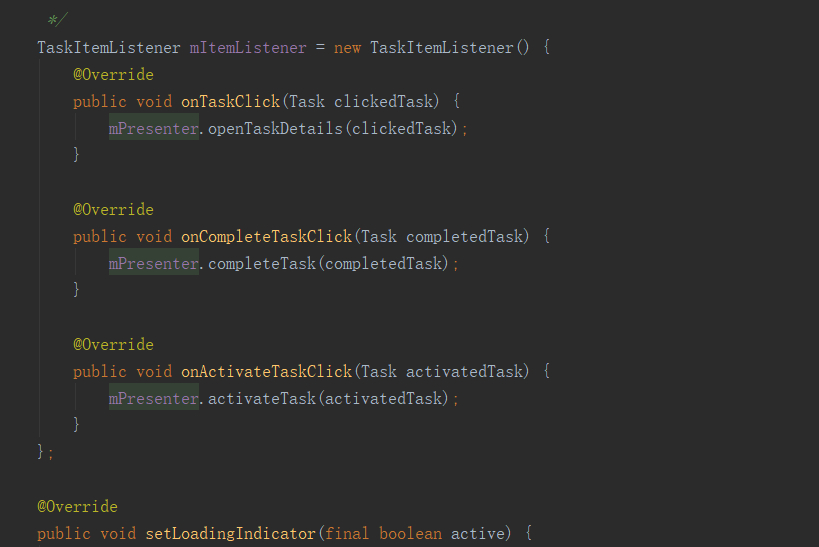 */
TaskItemListener mItemListener = new TaskItemListener() {
@Override
public void onTaskClick(Task clickedTask) {
mPresenter.openTaskDetails(clickedTask);
}
@Override
public void onCompleteTaskClick(Task completedTask) {
mPresenter.completeTask(completedTask);
}
@Override
public void onActivateTaskClick(Task activatedTask) {
mPresenter.activateTask(activatedTask);
}
};
@Override
public void setLoadingIndicator(final boolean active) {